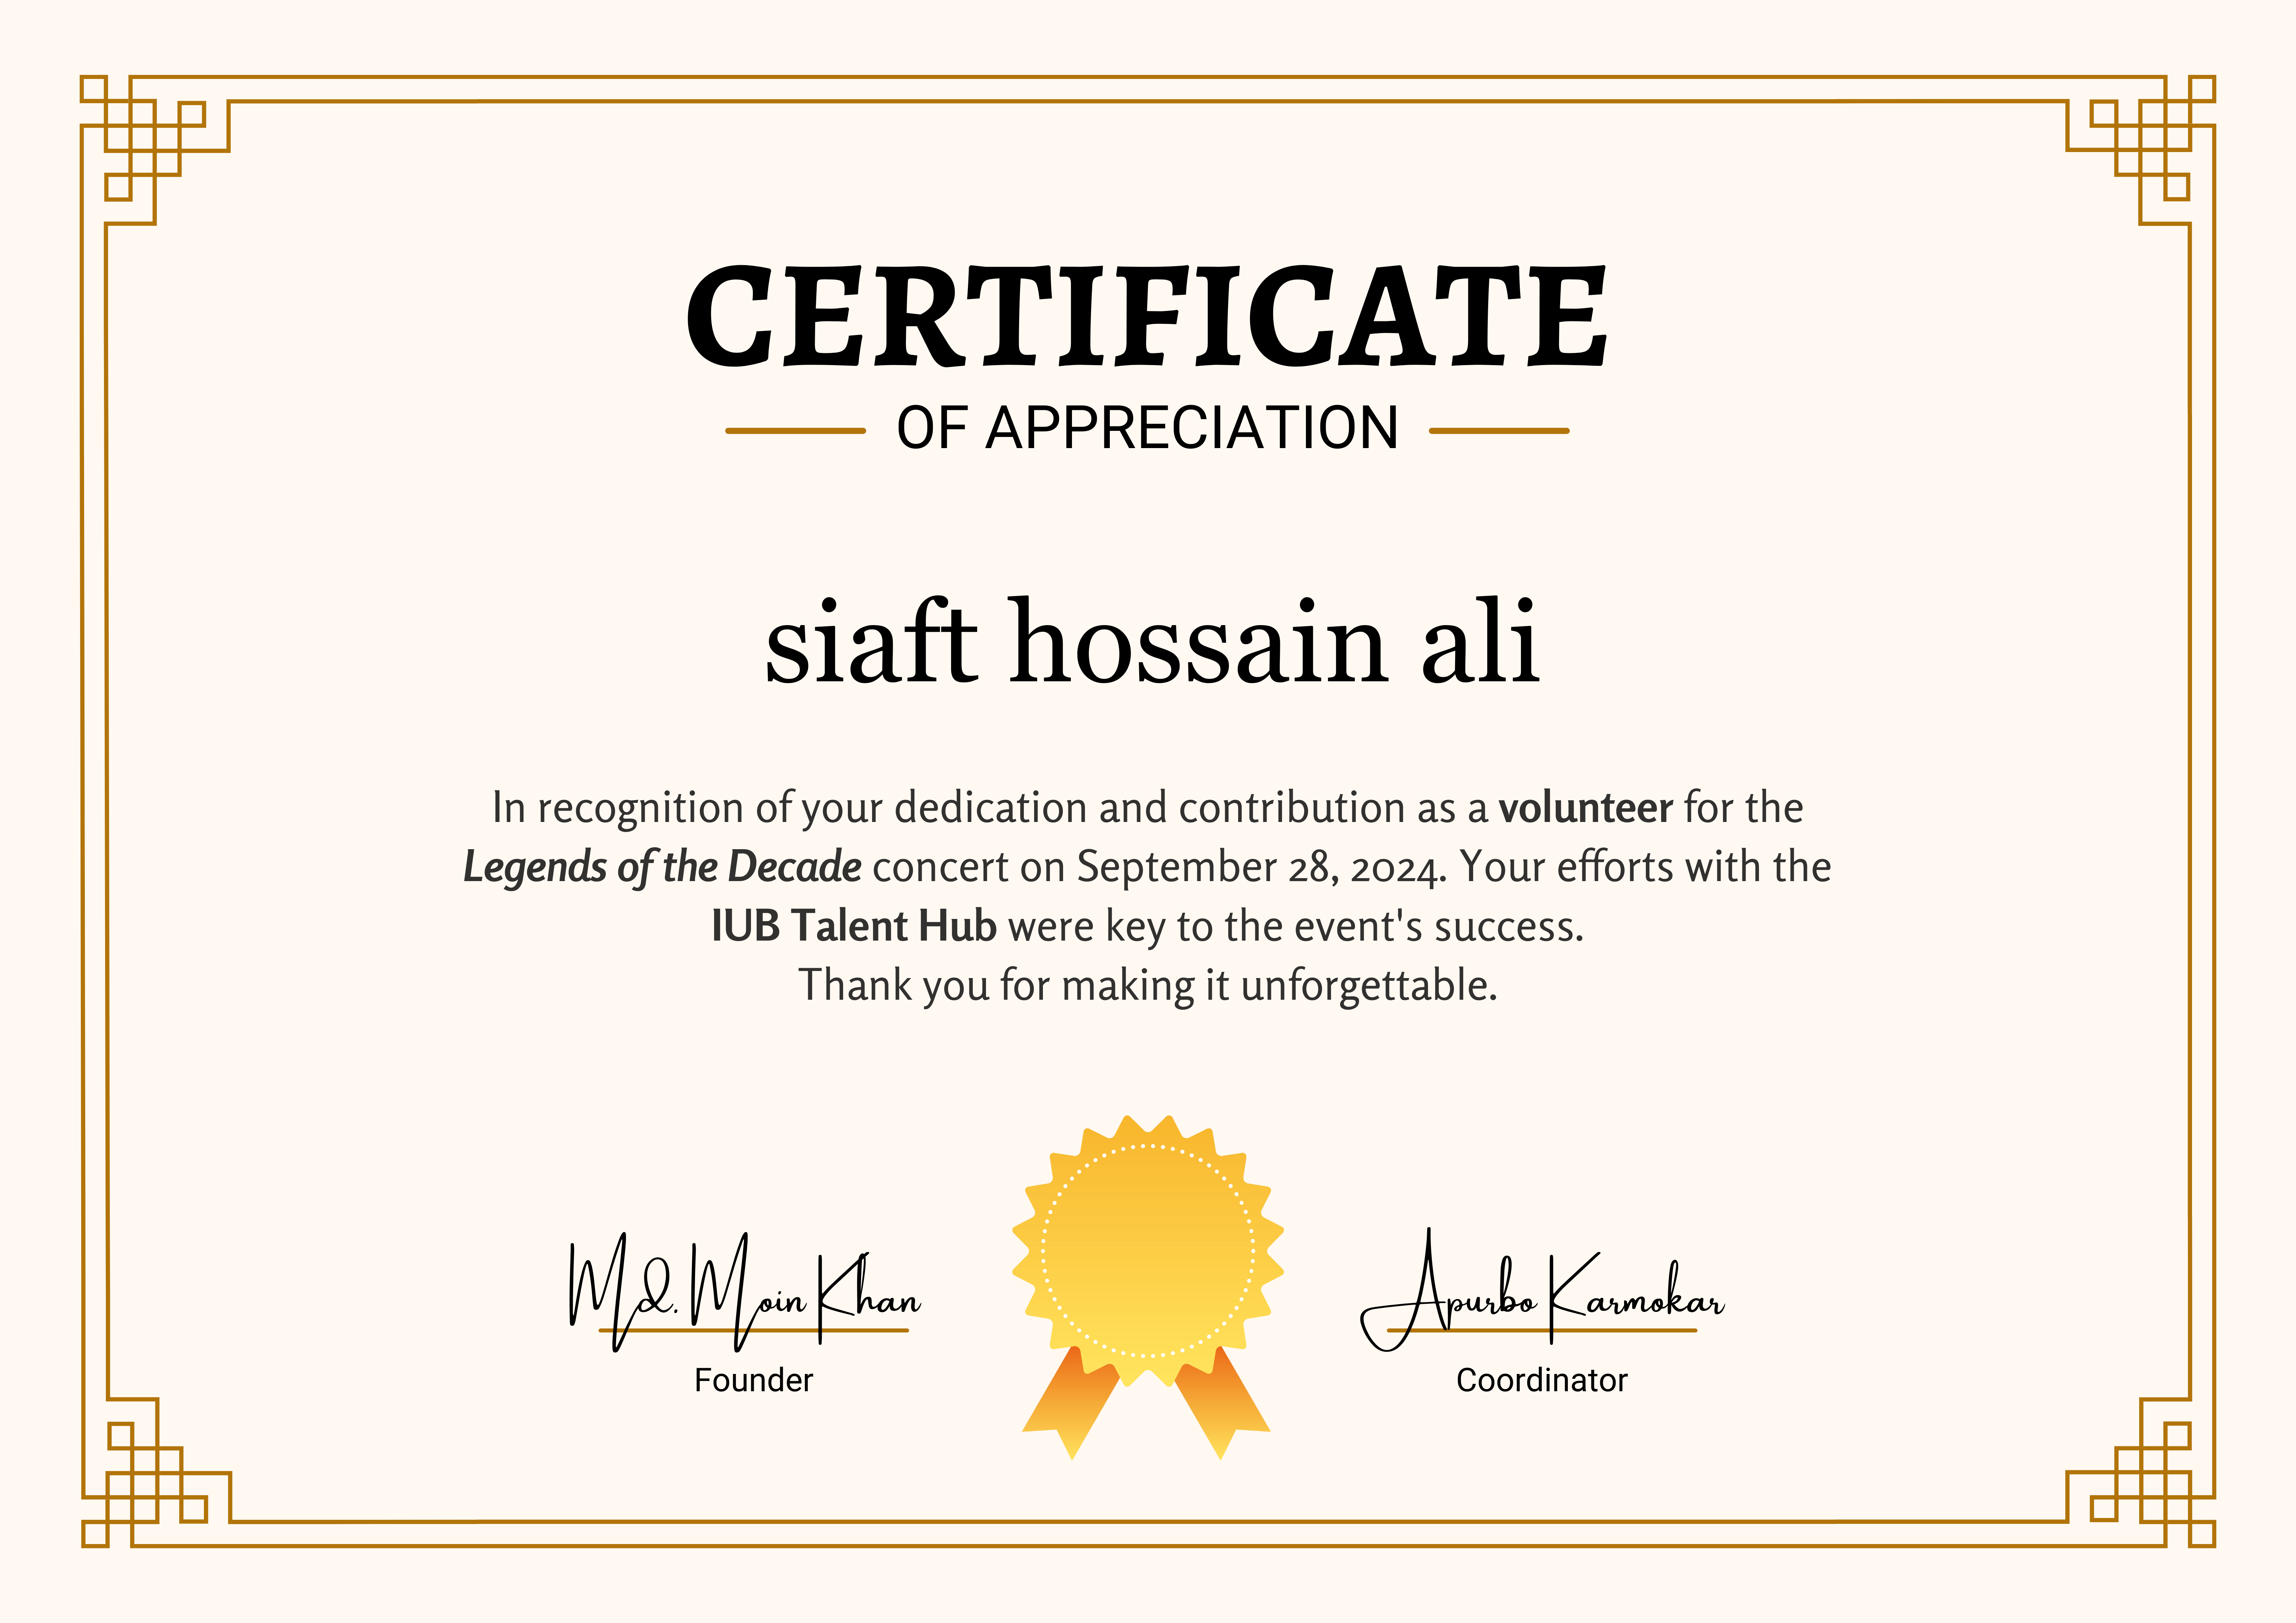 CERTIFICATE
OF APPRECIATION
siaft hossain ali
In recognition of your dedication and contribution as a volunteer for the
Legends of the Decade concert on September 28, 2024. Your efforts with the
IUB Talent Hub were key to the event's success.
Thank you for making it unforgettable.
Md. Moin Khan
Founder
Apurbo Karmokar
Coordinator